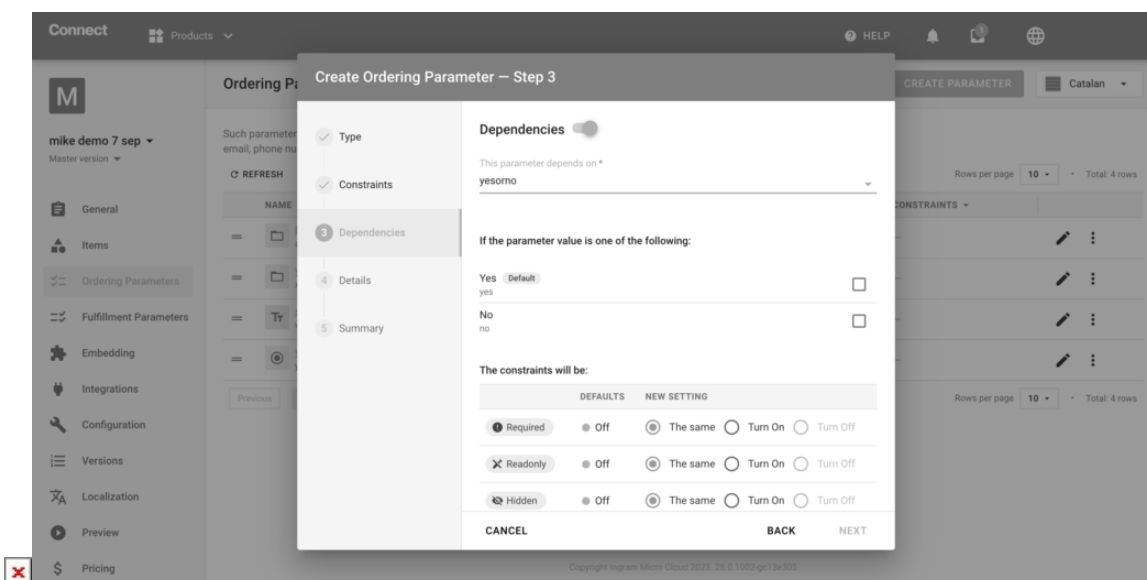 Connect
Products
HELP
1
M
mike demo 7 sep
Master version
General
Items
Ordering Parameters
Fulfillment Parameters
Embedding
Integrations
Configuration
Versions
Localization
Preview
Pricing
Ordering Pa
CREATE PARAMETER
Catalan
Such parameter
email, phone nu
REFRESH
Rows per page 10 • Total: 4 rows
NAME
CONSTRAINTS
Tт
Previous
Rows per page 10 • Total: 4 rows
Create Ordering Parameter — Step 3
Type
Constraints
3 Dependencies
4 Details
5 Summary
Dependencies
This parameter depends on *
yesorno
If the parameter value is one of the following:
Yes Default
yes
No
no
The constraints will be:
DEFAULTS NEW SETTING
Required Off The same Turn On Turn Off
Readonly Off The same Turn On Turn Off
Hidden Off The same Turn On Turn Off
CANCEL BACK NEXT
Copyright Ingram Micro Cloud 2023. 28.0.1002-gc13e305